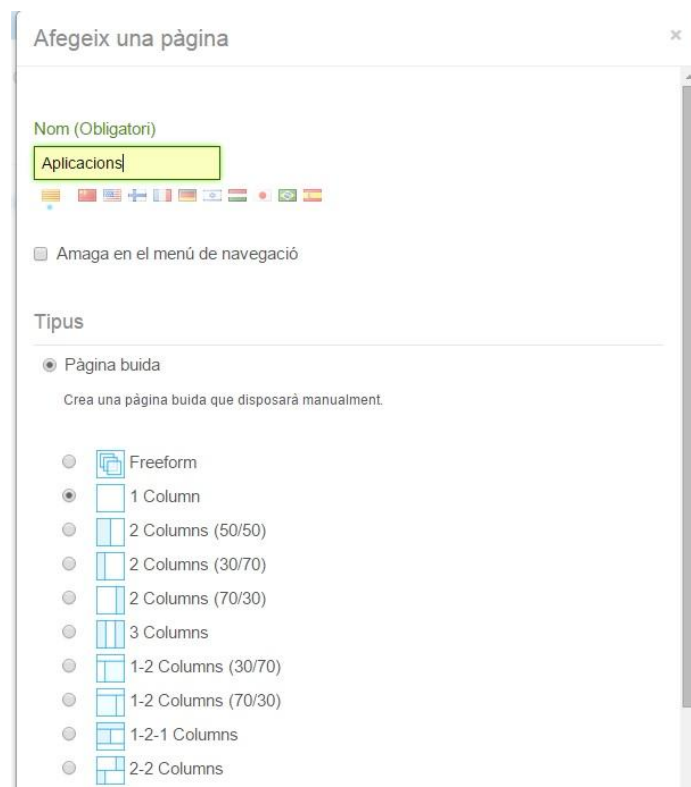 Afegeix una pàgina
×
Nom (Obligatori)
Aplicacions
Amaga en el menú de navegació
Tipus
Pàgina buida
Crea una pàgina buida que disposarà manualment.
Freeform
1 Column
2 Columns (50/50)
2 Columns (30/70)
2 Columns (70/30)
3 Columns
1-2 Columns (30/70)
1-2 Columns (70/30)
1-2-1 Columns
2-2 Columns